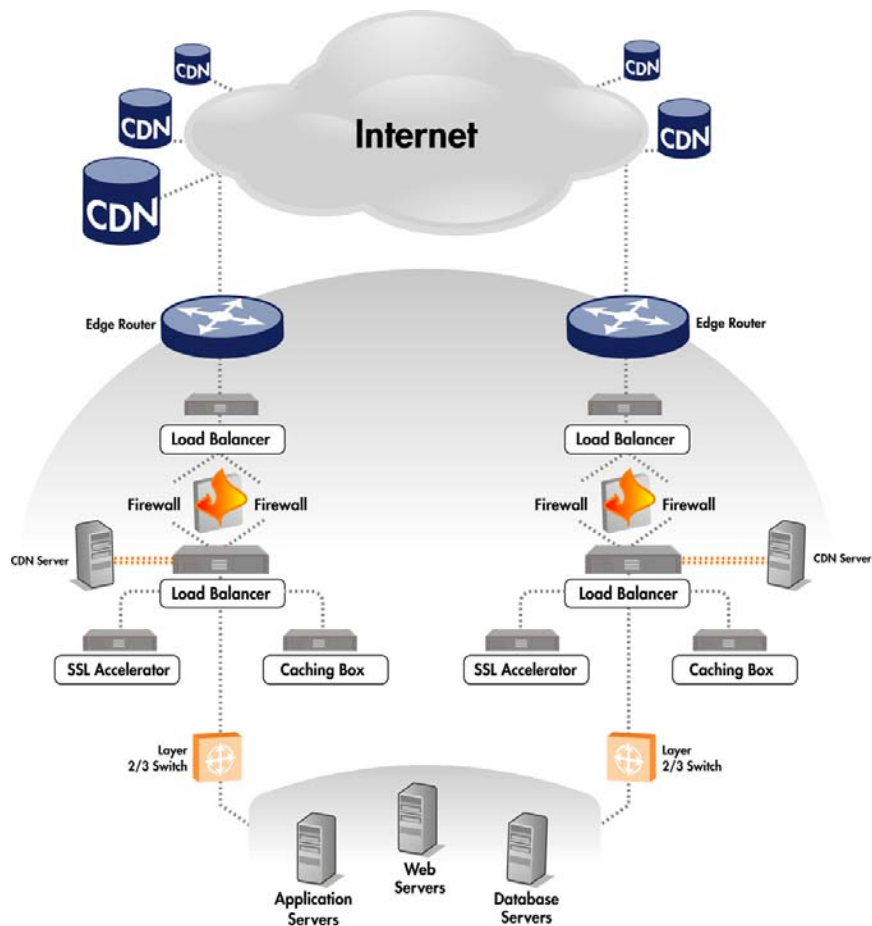 CDN
CDN
CDN
CDN
CDN
Internet
Edge Router
Edge Router
Load Balancer
Load Balancer
Firewall
Firewall
Firewall
Firewall
CDN Server
CDN Server
Load Balancer
Load Balancer
SSL Accelerator
Caching Box
SSL Accelerator
Caching Box
Layer
2/3 Switch
Layer
2/3 Switch
Application
Servers
Web
Servers
Database
Servers